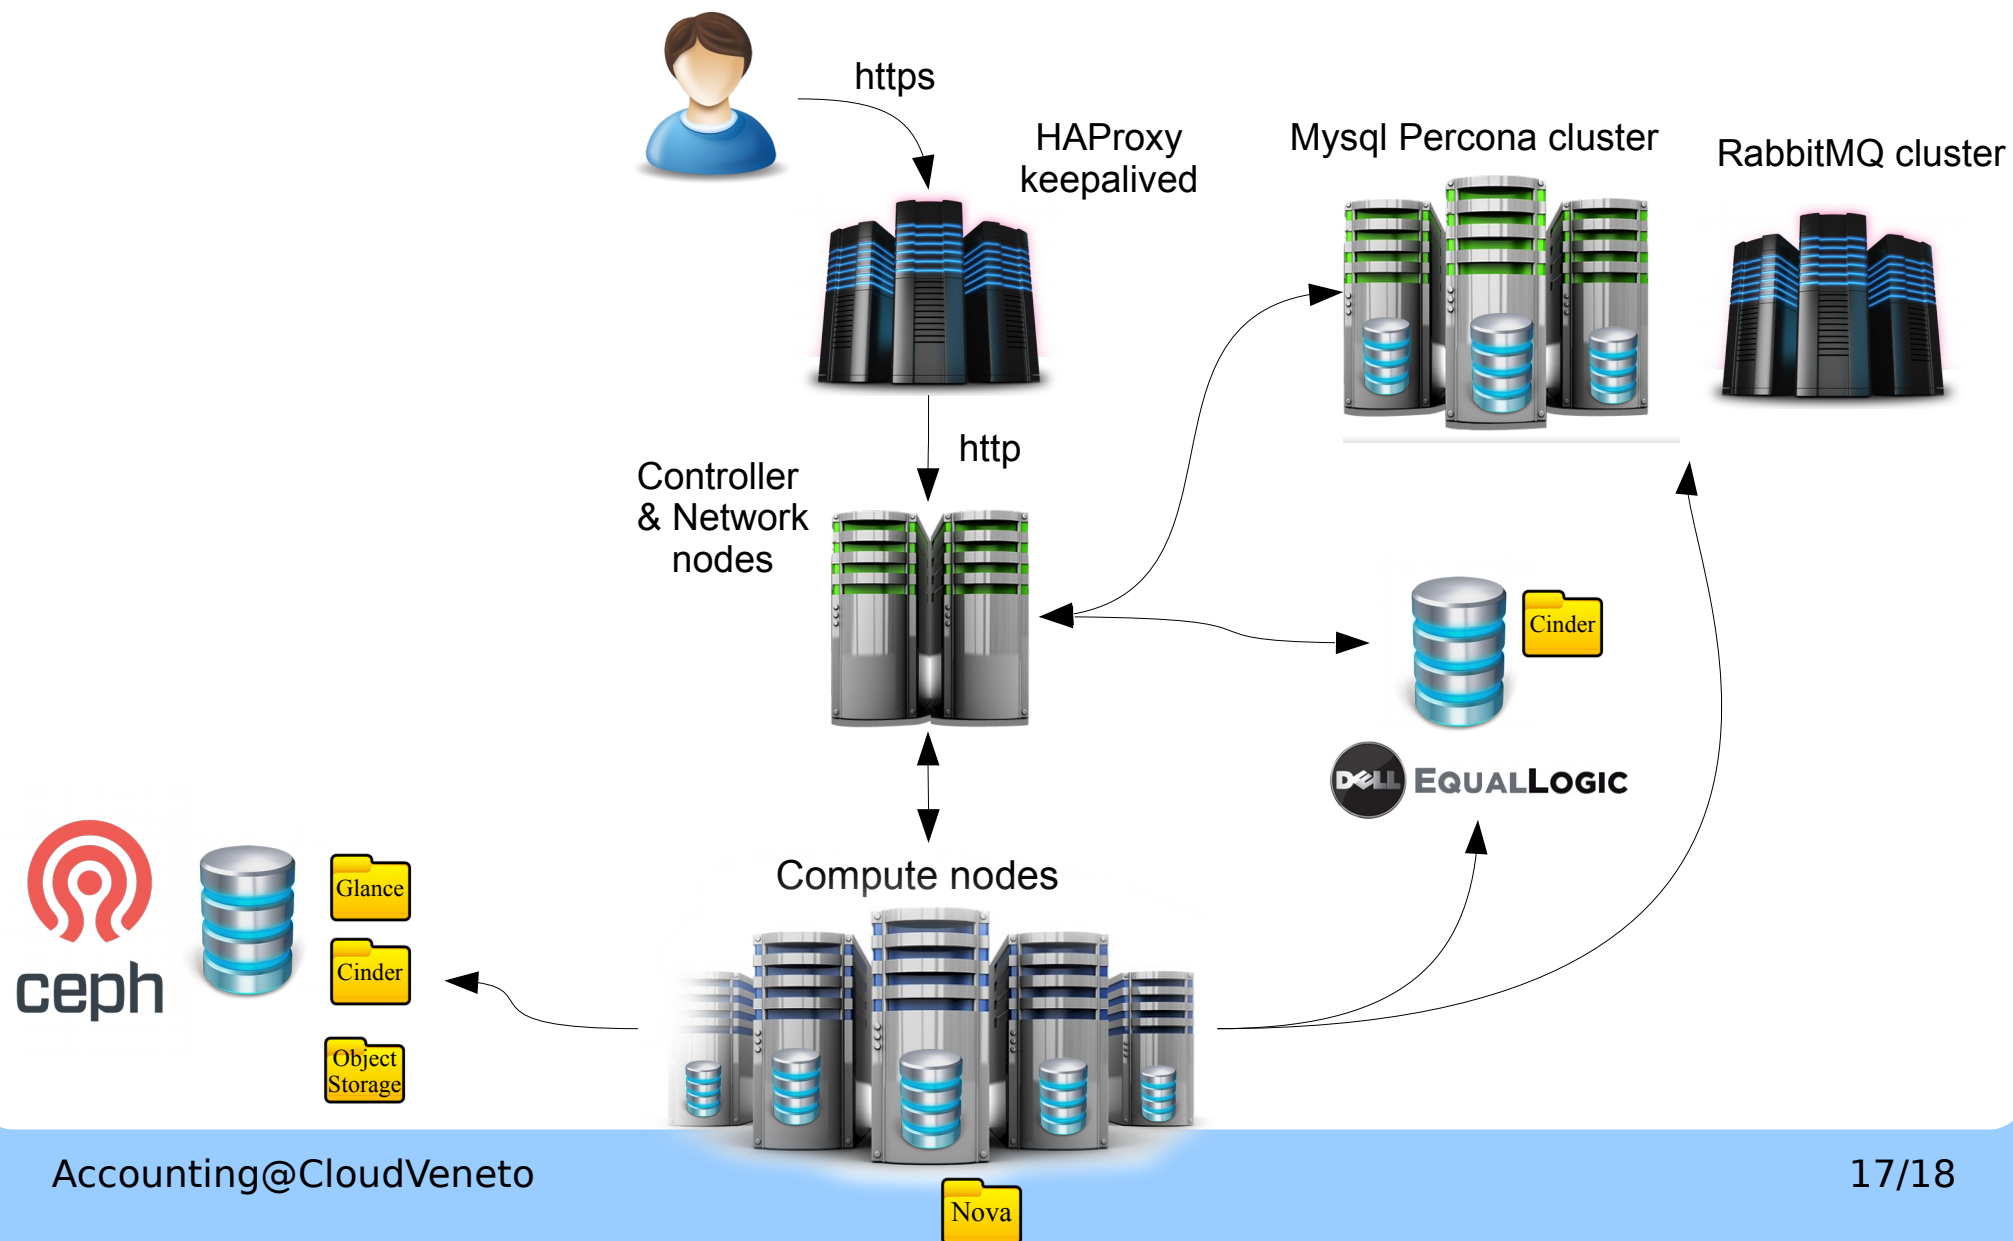 https
HAProxy
keepalived
Mysql Percona cluster
RabbitMQ cluster
http
Controller
& Network
nodes
Cinder
DELL EQUALLOGIC
Compute nodes
ceph
Glance
Cinder
Object
Storage
Accounting@CloudVeneto
17/18
Nova